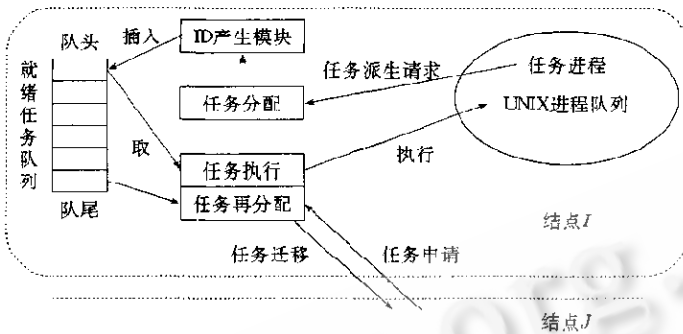 队头
插入
ID产生模块
任务派生请求
任务进程
UNIX进程队列
就绪任务队列
任务分配
取
执行
任务执行
任务再分配
队尾
结点I
任务迁移
任务申请
结点J